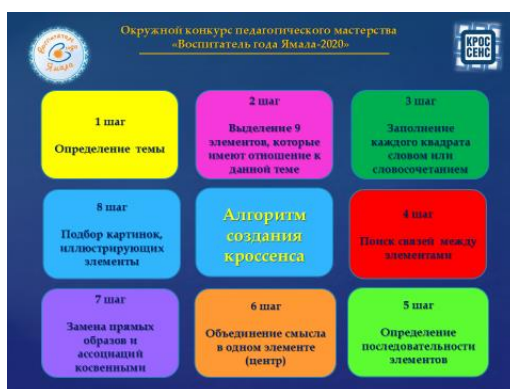 Окружной конкурс педагогического мастерства
«Воспитатель года Ямала-2020»
Воспитатель
Ямала
КРОС
СЕНС
1 шаг
Определение темы
2 шаг
Выделение 9
элементов, которые
имеют отношение к
данной теме
3 шаг
Заполнение
каждого квадрата
словом или
словосочетанием
8 шаг
Подбор картинок,
иллюстрирующих
элементы
Алгоритм
создания
кроссенса
4 шаг
Поиск связей между
элементами
7 шаг
Замена прямых
образов и
ассоциаций
косвенными
6 шаг
Объединение смысла
в одном элементе
(центр)
5 шаг
Определение
последовательности
элементов